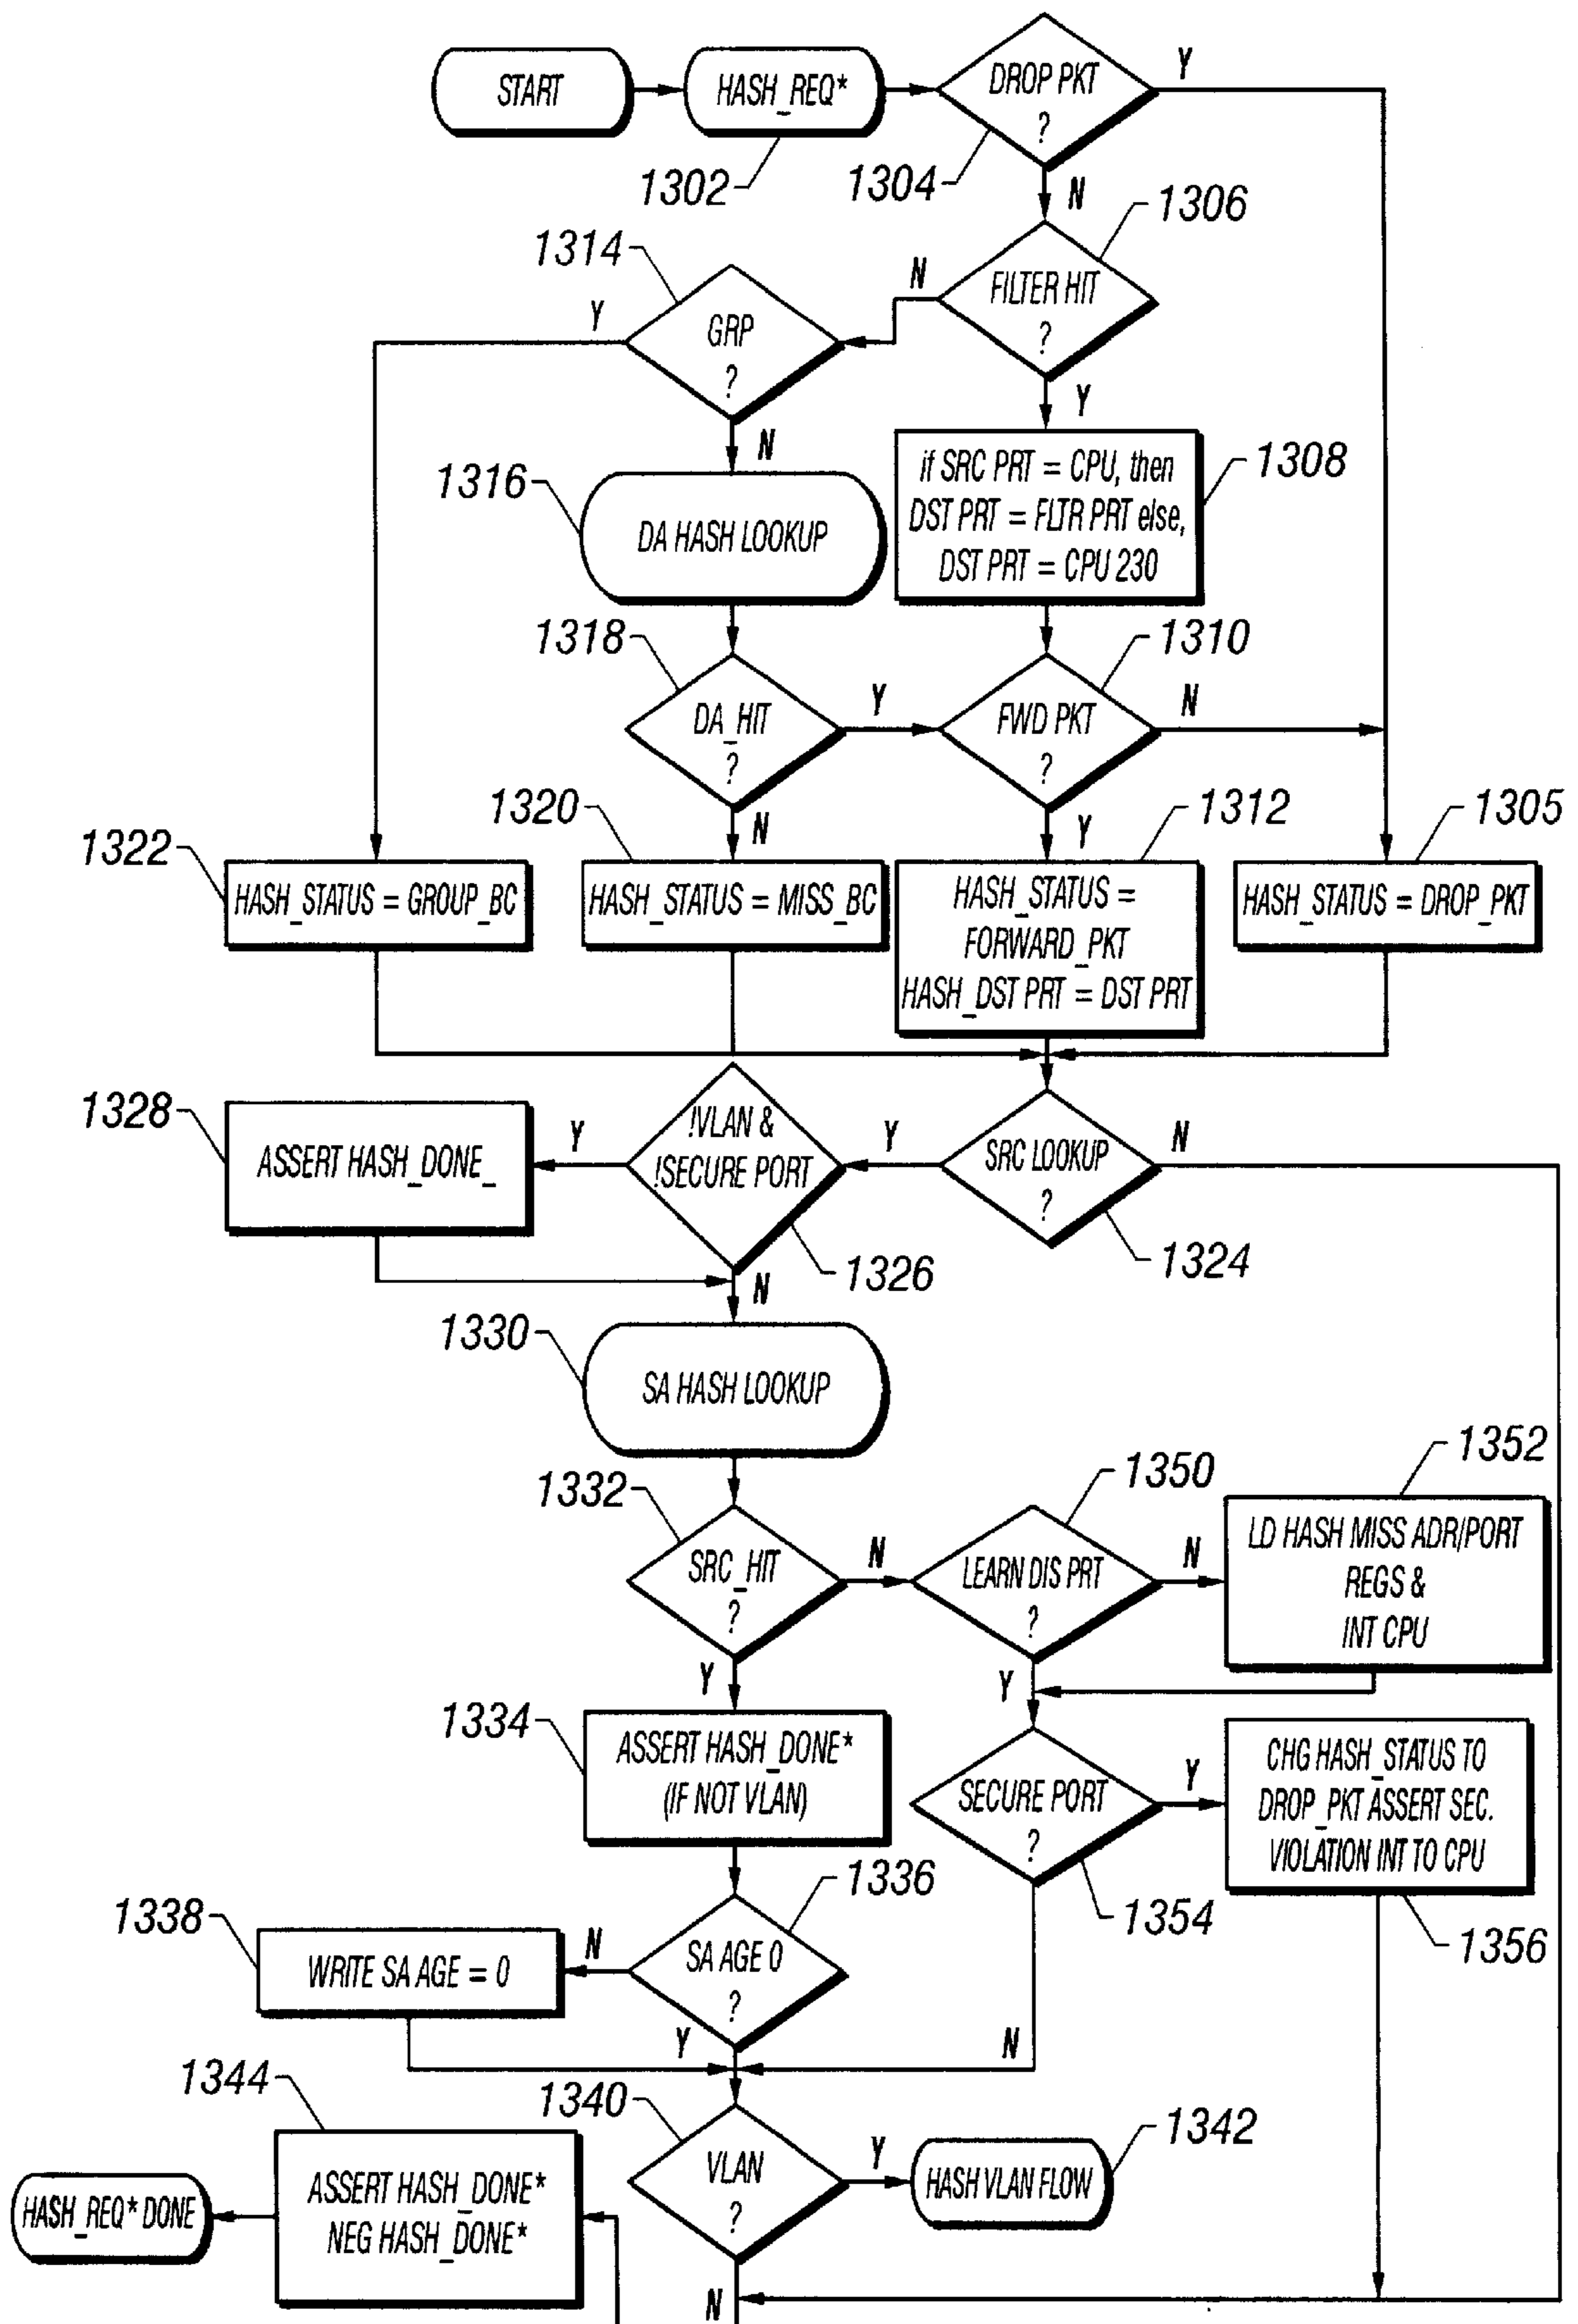 START
HASH_REQ*
DROP PKT
?
Y
1302
1304
N
1306
1314
N
FILTER HIT
?
Y
GRP
?
Y
N
1316
DA HASH LOOKUP
if SRC PRT = CPU, then
DST PRT = FLTR PRT else,
DST PRT = CPU 230
1308
1318
1310
DA_HIT
?
Y
FWD PKT
?
N
1320
N
1312
Y
1305
1322
HASH_STATUS = GROUP_BC
HASH_STATUS = MISS_BC
HASH_STATUS =
FORWARD_PKT
HASH_DST PRT = DST PRT
HASH_STATUS = DROP_PKT
1328
ASSERT HASH_DONE_
Y
!VLAN &
!SECURE PORT
Y
SRC LOOKUP
?
N
1326
1324
N
1330
SA HASH LOOKUP
1332
1350
1352
SRC_HIT
?
N
LEARN DIS PRT
?
N
LD HASH MISS ADR/PORT
REGS &
INT CPU
Y
Y
1334
ASSERT HASH_DONE*
(IF NOT VLAN)
SECURE PORT
?
Y
CHG HASH_STATUS TO
DROP_PKT ASSERT SEC.
VIOLATION INT TO CPU
1336
1354
1356
1338
WRITE SA AGE = 0
N
SA AGE 0
?
Y
N
1344
1340
1342
HASH_REQ* DONE
ASSERT HASH_DONE*
NEG HASH_DONE*
VLAN
?
Y
HASH VLAN FLOW
N